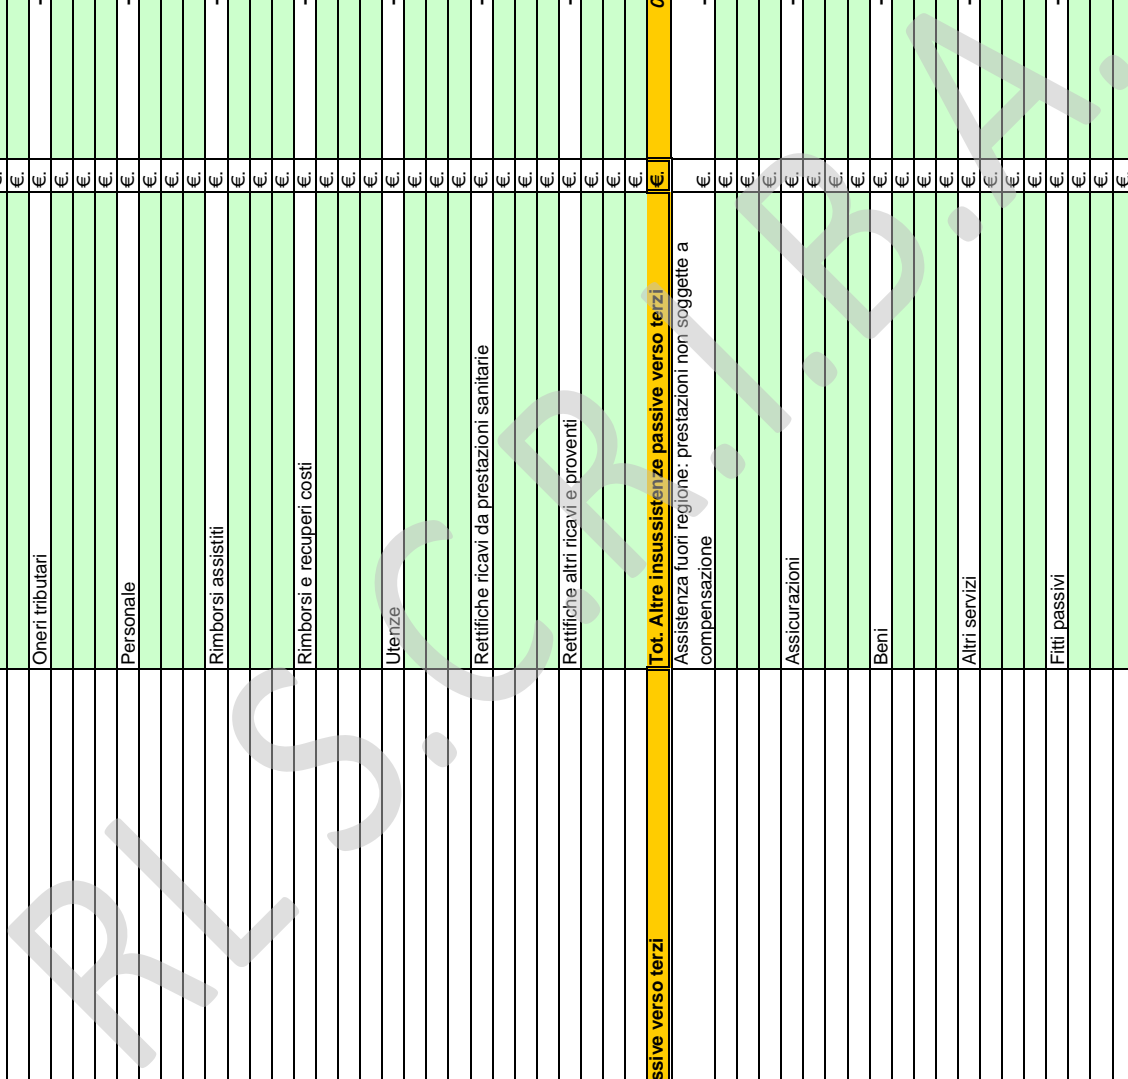 Oneri tributari €. -
€.
€.
€.
Personale €. -
€.
€.
€.
Rimborsi assistiti €. -
€.
€.
€.
Rimborsi e recuperi costi €. -
€.
€.
€.
Utenze €. -
€.
€.
€.
Rettifiche ricavi da prestazioni sanitarie €. -
€.
€.
€.
Rettifiche altri ricavi e proventi €. -
€.
€.
€.
verso terzi Tot. Altre insussistenze passive verso terzi €.
Assistenza fuori regione: prestazioni non soggette a
compensazione €. -
€.
€.
€.
Assicurazioni €. -
€.
€.
€.
Beni €. -
€.
€.
€.
Altri servizi €. -
€.
€.
€.
Fitti passivi €. -
€.
€.
€.
RL S.C.R.I.B.A.